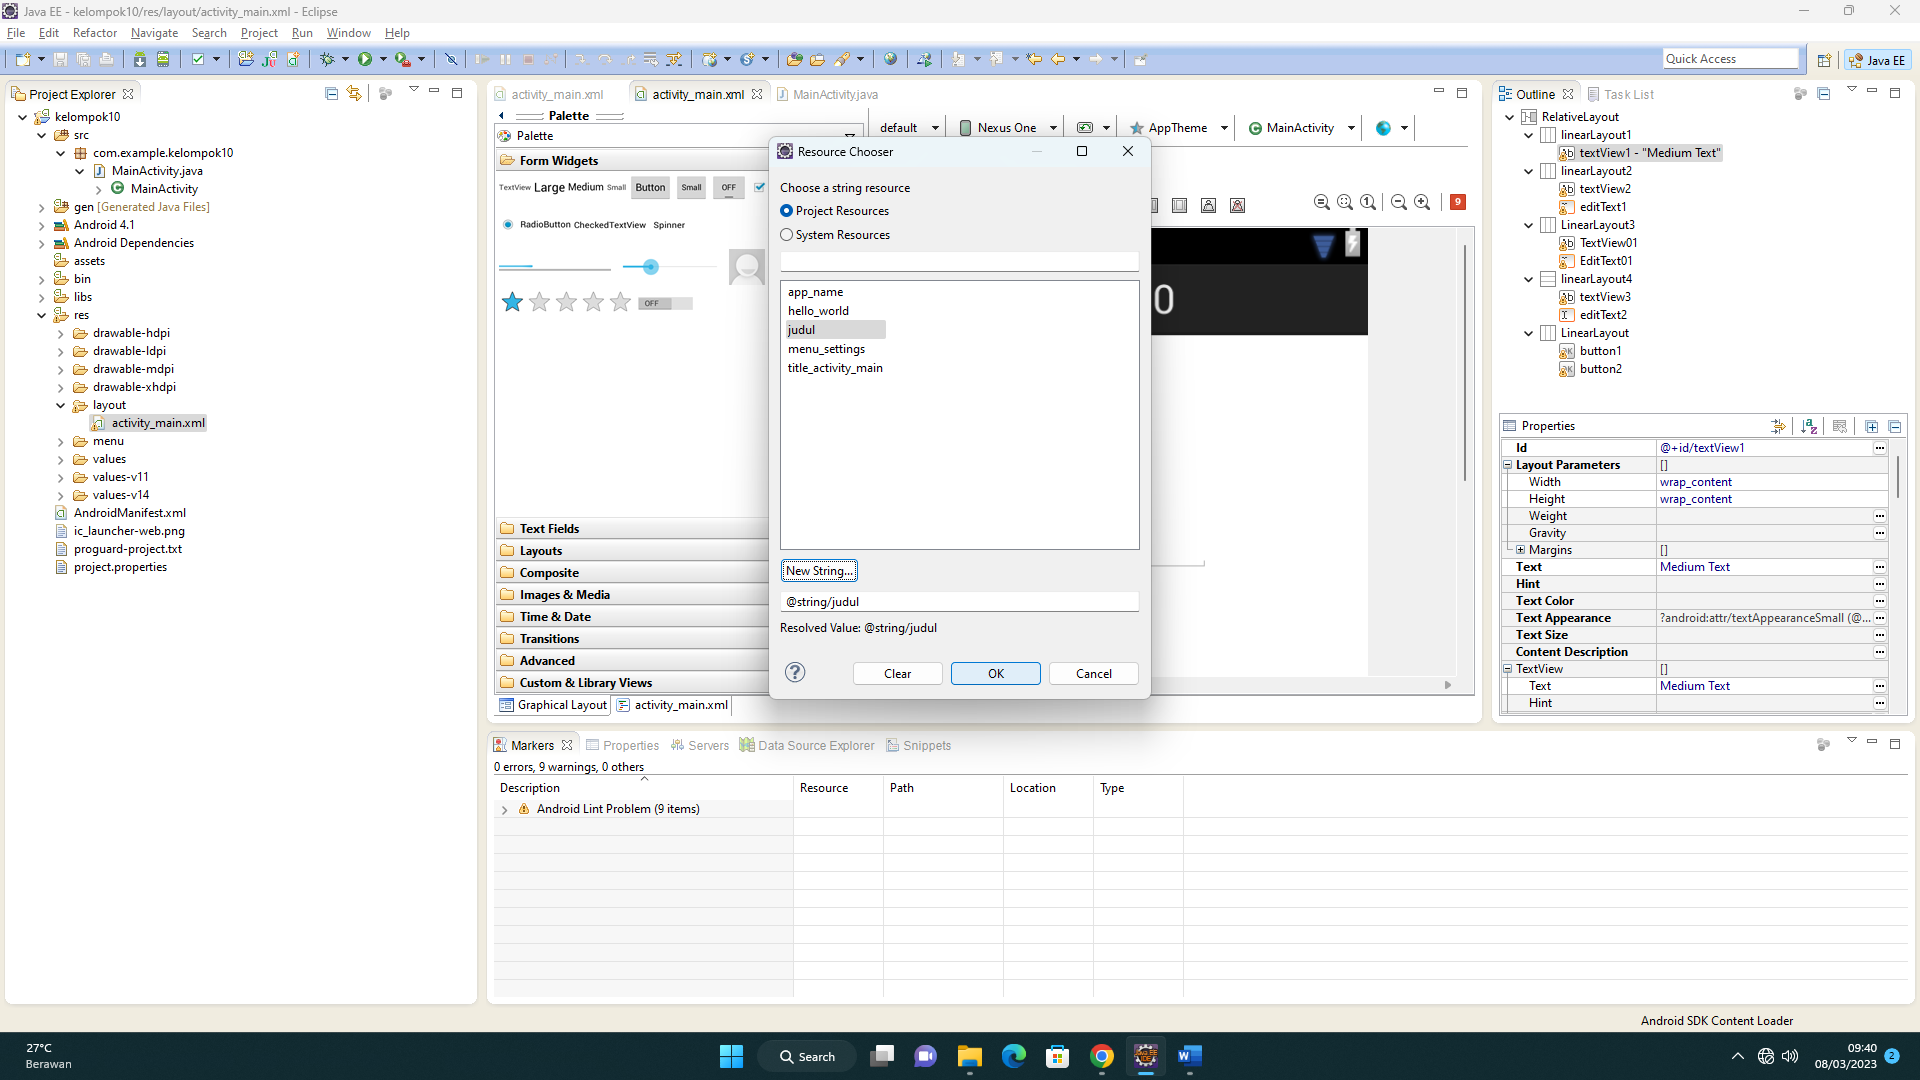 Java EE - kelompok10/res/layout/activity_main.xml - Eclipse
File Edit Refactor Navigate Search Project Run Window Help
Quick Access
Java EE
Project Explorer
kelompok10
src
com.example.kelompok10
MainActivity.java
MainActivity
gen [Generated Java Files]
Android 4.1
Android Dependencies
assets
bin
libs
res
drawable-hdpi
drawable-ldpi
drawable-mdpi
drawable-xhdpi
layout
activity_main.xml
menu
values
values-v11
values-v14
AndroidManifest.xml
ic_launcher-web.png
proguard-project.txt
project.properties
activity_main.xml
activity_main.xml
MainActivity.java
Palette
Palette
Form Widgets
TextView Large Medium Small Button Small OFF
RadioButton CheckedTextView Spinner
OFF
Text Fields
Layouts
Composite
Images & Media
Time & Date
Transitions
Advanced
Custom & Library Views
Graphical Layout
activity_main.xml
default
Nexus One
AppTheme
MainActivity
9
0
Resource Chooser
Choose a string resource
Project Resources
System Resources
app_name
hello_world
judul
menu_settings
title_activity_main
New String...
@string/judul
Resolved Value: @string/judul
Clear
OK
Cancel
Outline
Task List
RelativeLayout
linearLayout1
textView1 - "Medium Text"
linearLayout2
textView2
editText1
LinearLayout3
TextView01
EditText01
linearLayout4
textView3
editText2
LinearLayout
button1
button2
Properties
Id @+id/textView1
Layout Parameters []
Width wrap_content
Height wrap_content
Weight
Gravity
Margins []
Text Medium Text
Hint
Text Color
Text Appearance ?android:attr/textAppearanceSmall (@...
Text Size
Content Description
TextView []
Text Medium Text
Hint
Markers
Properties
Servers
Data Source Explorer
Snippets
0 errors, 9 warnings, 0 others
Description Resource Path Location Type
Android Lint Problem (9 items)
Android SDK Content Loader
27°C
Berawan
Search
09:40
08/03/2023
2